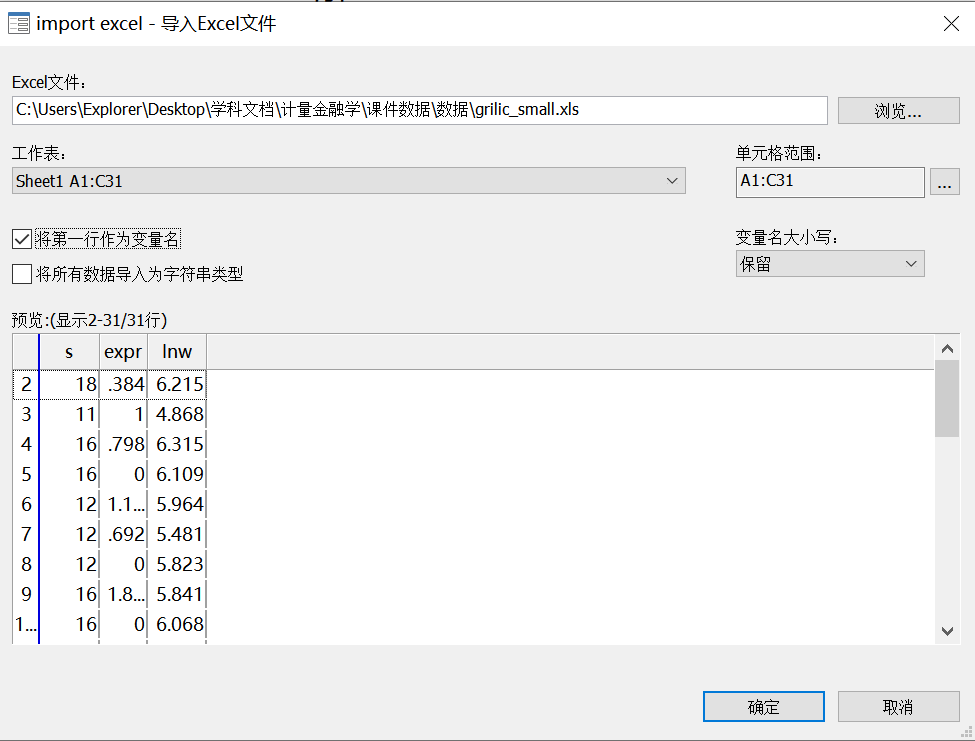 import excel - 导入Excel文件
Excel文件:
C:\Users\Explorer\Desktop\学科文档\计量金融学\课件数据\数据\grilic_small.xls
浏览...
工作表:
单元格范围:
Sheet1 A1:C31
A1:C31
...
将第一行作为变量名
变量名大小写:
将所有数据导入为字符串类型
保留
预览:(显示2-31/31行)
s expr lnw
2 18 .384 6.215
3 11 1 4.868
4 16 .798 6.315
5 16 0 6.109
6 12 1.1... 5.964
7 12 .692 5.481
8 12 0 5.823
9 16 1.8... 5.841
1... 16 0 6.068
确定
取消